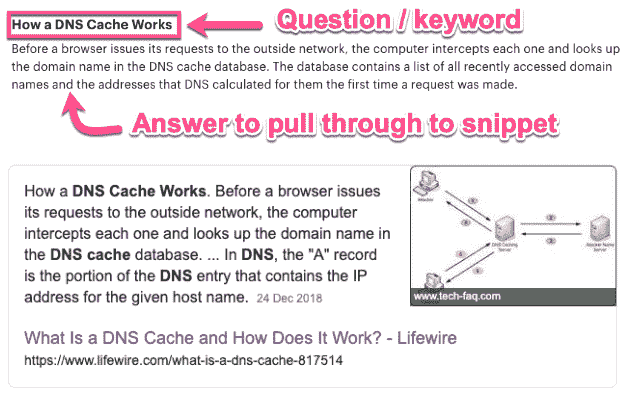 How a DNS Cache Works
Question / keyword
Before a browser issues its requests to the outside network, the computer intercepts each one and looks up
the domain name in the DNS cache database. The database contains a list of all recently accessed domain
names and the addresses that DNS calculated for them the first time a request was made.
Answer to pull through to snippet
How a DNS Cache Works. Before a browser issues
its requests to the outside network, the computer
intercepts each one and looks up the domain name in
the DNS cache database. ... In DNS, the "A" record
is the portion of the DNS entry that contains the IP
address for the given host name. 24 Dec 2018
www.tech-faq.com
What Is a DNS Cache and How Does It Work? - Lifewire
https://www.lifewire.com/what-is-a-dns-cache-817514